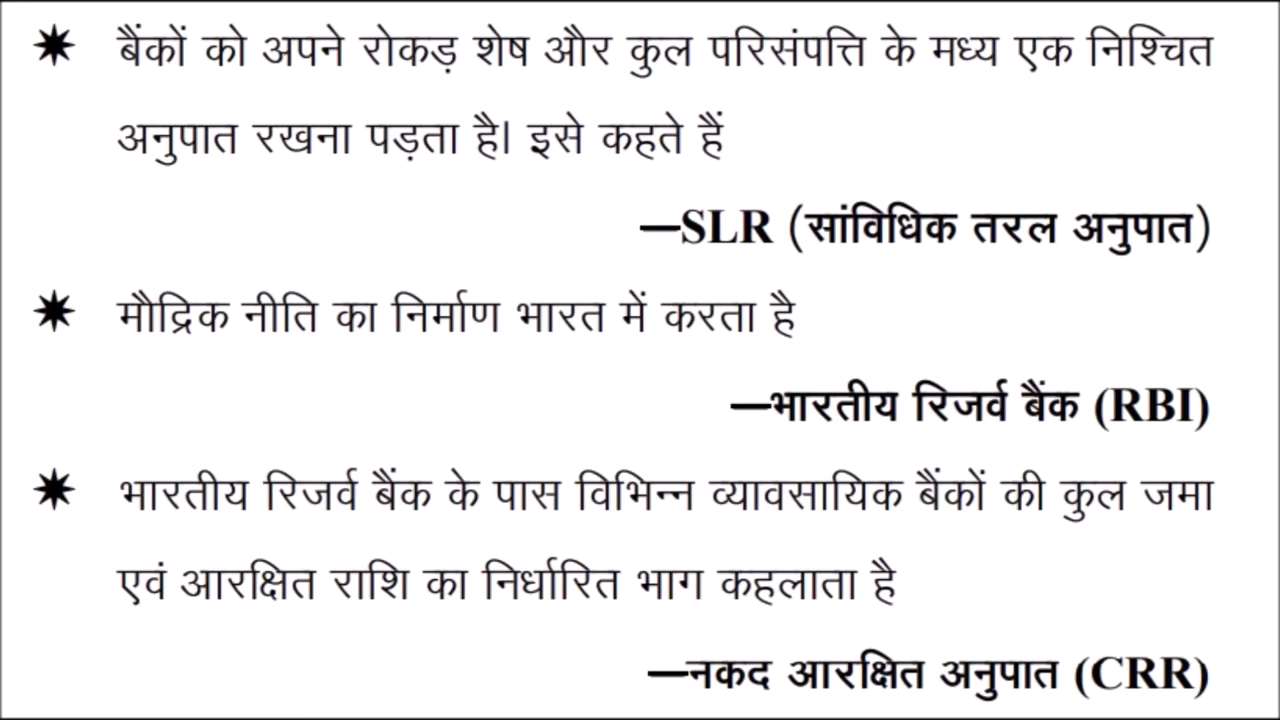 ✷ बैंकों को अपने रोकड़ शेष और कुल परिसंपत्ति के मध्य एक निश्चित
अनुपात रखना पड़ता है। इसे कहते हैं
—SLR (सांविधिक तरल अनुपात)
✷ मौद्रिक नीति का निर्माण भारत में करता है
—भारतीय रिजर्व बैंक (RBI)
✷ भारतीय रिजर्व बैंक के पास विभिन्न व्यावसायिक बैंकों की कुल जमा
एवं आरक्षित राशि का निर्धारित भाग कहलाता है
—नकद आरक्षित अनुपात (CRR)